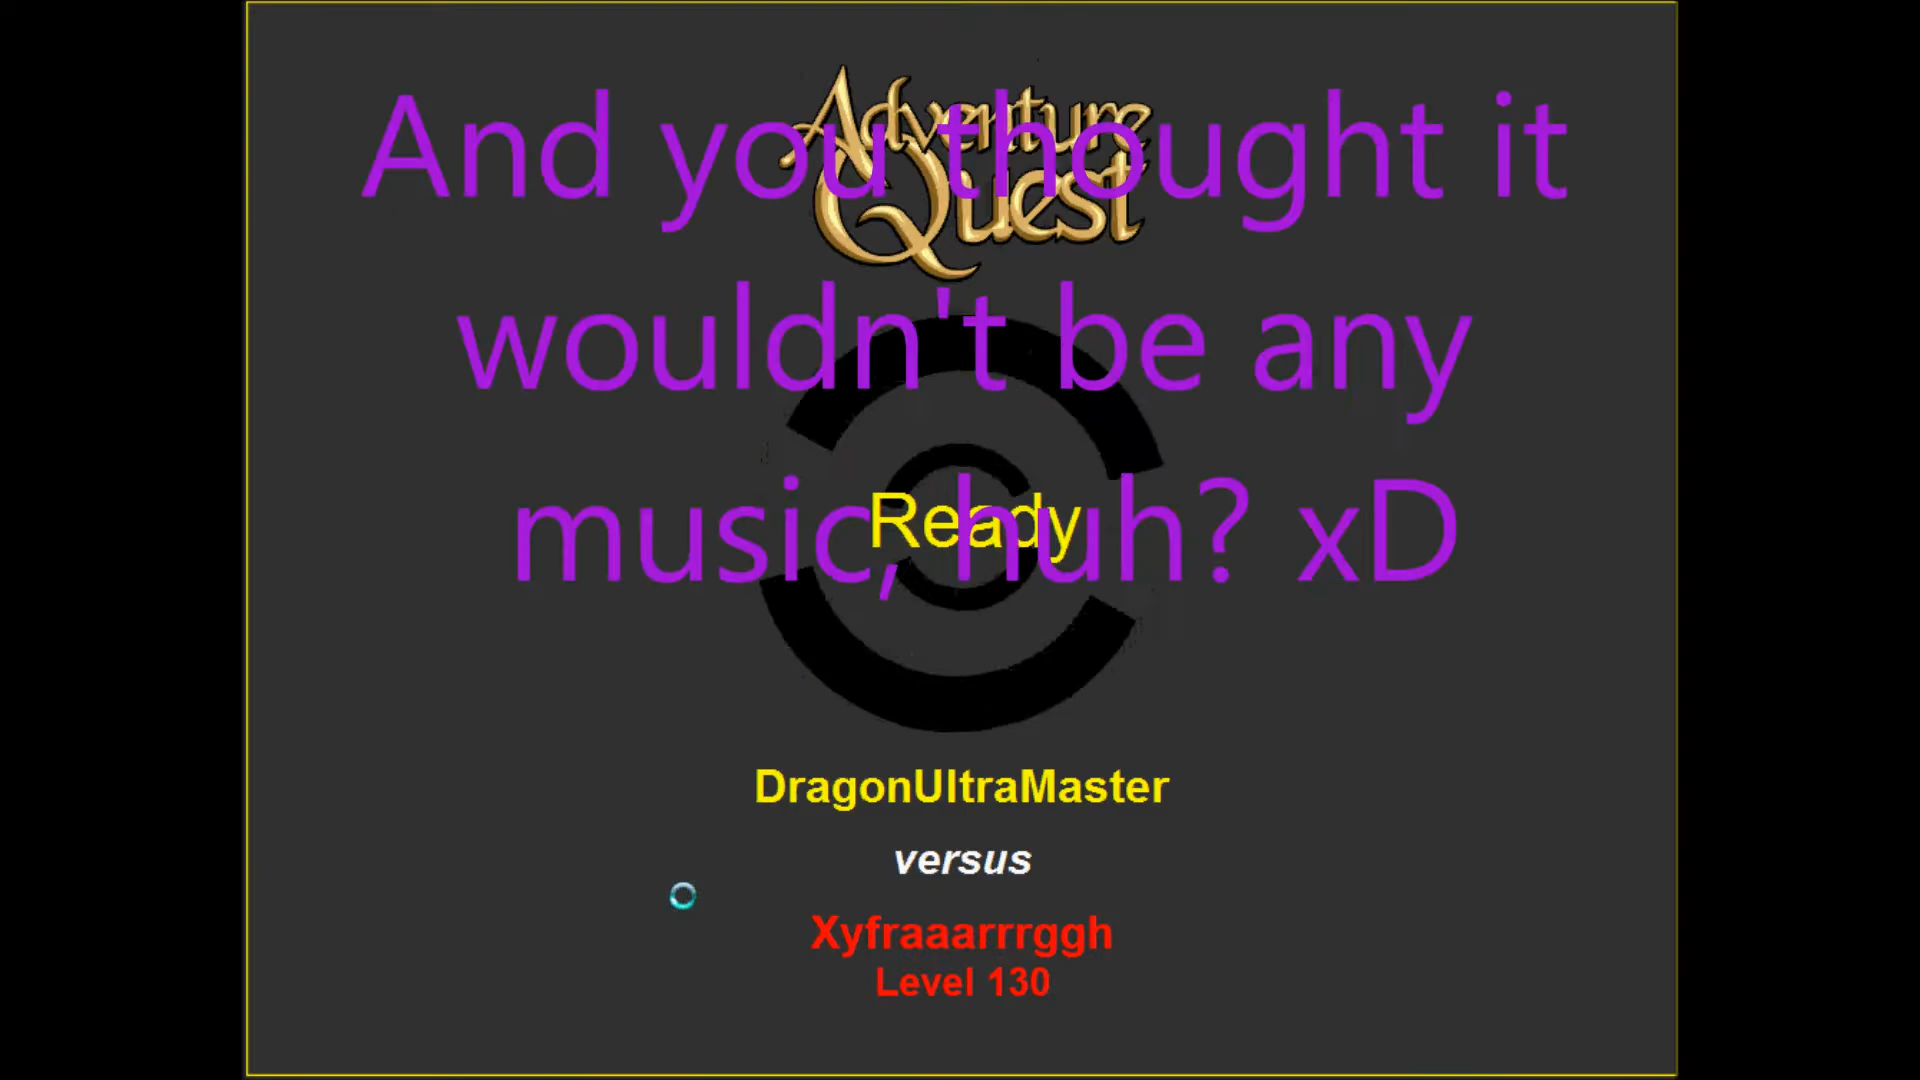 Adventure
Quest
And you thought it
wouldn't be any
music, huh? xD
Ready
DragonUltraMaster
versus
Xyfraaarrrggh
Level 130